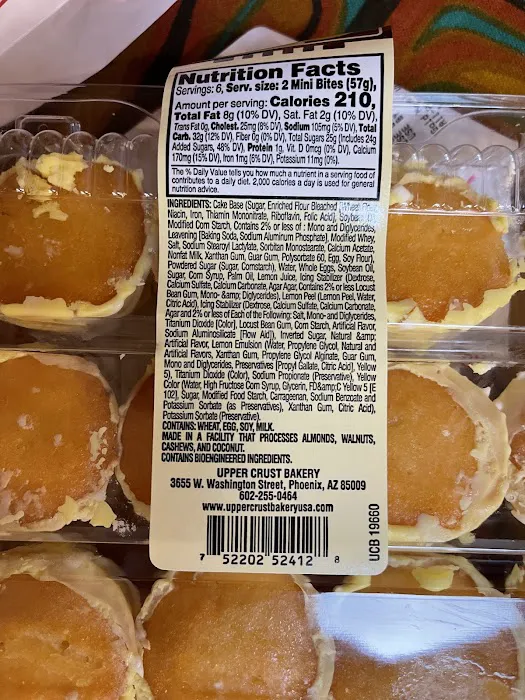 Nutrition Facts
Servings: 6, Serv. size: 2 Mini Bites (57g),
Amount per serving: Calories 210,
Total Fat 8g (10% DV), Sat. Fat 2g (10% DV),
Trans Fat 0g, Cholest. 25mg (8% DV), Sodium 105mg (5% DV), Total
Carb. 32g (12% DV), Fiber 0g (0% DV), Total Sugars 25g (Includes 24g
Added Sugars, 48% DV), Protein 1g, Vit. D 0mcg (0% DV), Calcium
170mg (15% DV), Iron 1mg (6% DV), Potassium 11mg (0%).
The % Daily Value tells you how much a nutrient in a serving of food
contributes to a daily diet. 2,000 calories a day is used for general
nutrition advice.
INGREDIENTS: Cake Base (Sugar, Enriched Flour Bleached [Wheat
Niacin, Iron, Thiamin Mononitrate, Riboflavin, Folic Acid], Soybean
Modified Corn Starch, Contains 2% or less of : Mono and Diglycerides,
Leavening [Baking Soda, Sodium Aluminum Phosphate], Modified Whey,
Salt, Sodium Stearoyl Lactylate, Sorbitan Monostearate, Calcium Acetate,
Nonfat Milk, Xanthan Gum, Guar Gum, Polysorbate 60, Egg, Soy Flour),
Powdered Sugar (Sugar, Cornstarch), Water, Whole Eggs, Soybean Oil,
Sugar, Corn Syrup, Palm Oil, Lemon Juice, Icing Stabilizer (Dextrose,
Calcium Sulfate, Calcium Carbonate, Agar Agar, Contains 2% or less Locust
Bean Gum, Mono- &amp; Diglycerides), Lemon Peel (Lemon Peel, Water,
Citric Acid), Icing Stabilizer (Dextrose, Calcium Sulfate, Calcium Carbonate,
Agar and 2% or less of Each of the Following: Salt, Mono- and Diglycerides,
Titanium Dioxide [Color], Locust Bean Gum, Corn Starch, Artificial Flavor,
Sodium Aluminosilicate [Flow Aid]), Inverted Sugar, Natural &amp;
Artificial Flavor, Lemon Emulsion (Water, Propylene Glycol, Natural and
Artificial Flavors, Xanthan Gum, Propylene Glycol Alginate, Guar Gum,
Mono and Diglycerides, Preservatives [Propyl Gallate, Citric Acid], Yellow
5), Titanium Dioxide (Color), Sodium Propionate (Preservative), Yellow
Color (Water, High Fructose Corn Syrup, Glycerin, FD&amp;C Yellow 5 [E
102], Sugar, Modified Food Starch, Carrageenan, Sodium Benzoate and
Potassium Sorbate (as Preservatives), Xanthan Gum, Citric Acid),
Potassium Sorbate (Preservative).
CONTAINS: WHEAT, EGG, SOY, MILK.
MADE IN A FACILITY THAT PROCESSES ALMONDS, WALNUTS,
CASHEWS, AND COCONUT.
CONTAINS BIOENGINEERED INGREDIENTS.
UPPER CRUST BAKERY
3655 W. Washington Street, Phoenix, AZ 85009
602-255-0464
www.uppercrustbakeryusa.com
7 52202 52412 8
UCB 19660